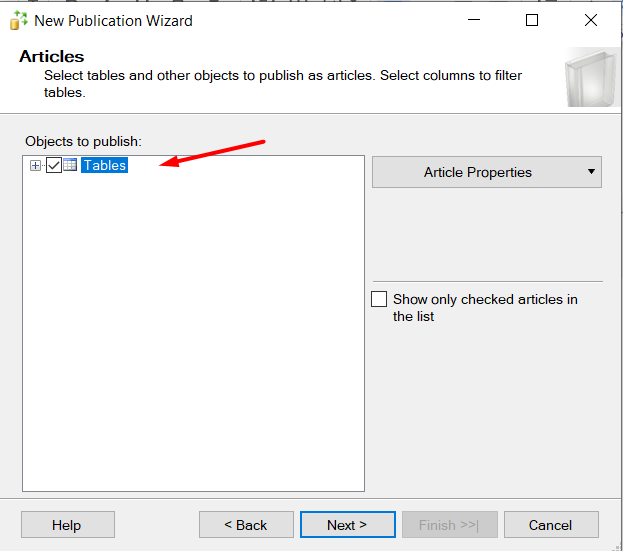 New Publication Wizard
Articles
Select tables and other objects to publish as articles. Select columns to filter
tables.
Objects to publish:
Tables
Article Properties
Show only checked articles in
the list
Help
< Back
Next >
Finish >>|
Cancel